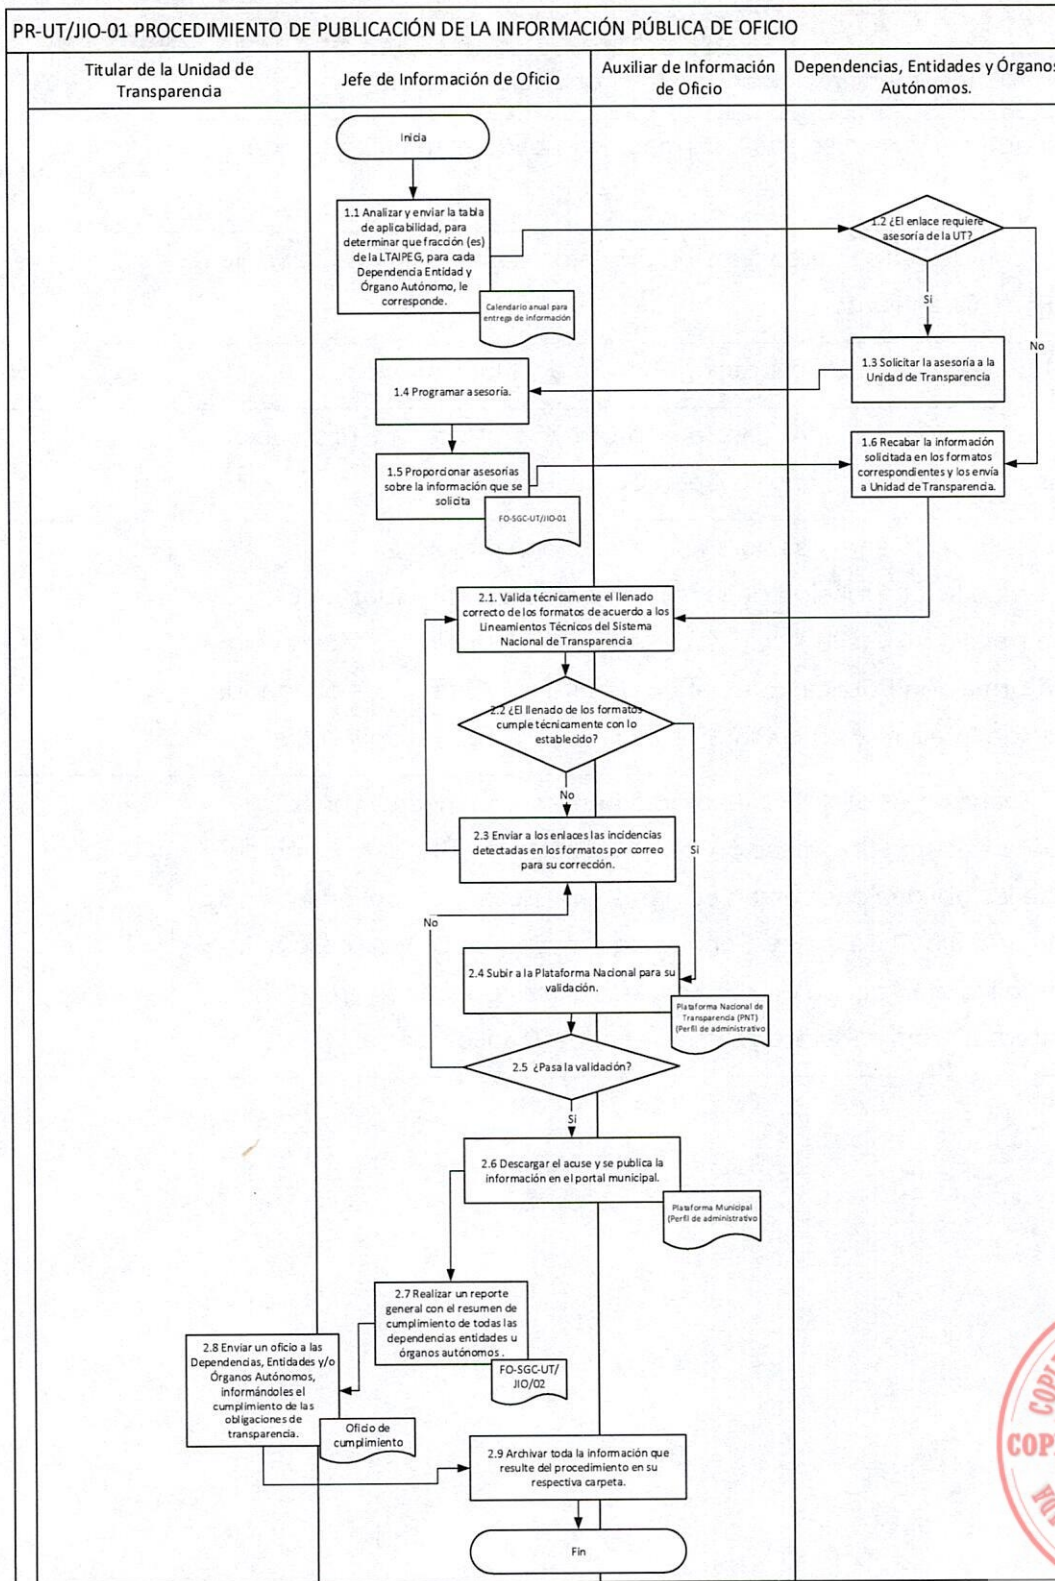 PR-UT/JIO-01 PROCEDIMIENTO DE PUBLICACIÓN DE LA INFORMACIÓN PÚBLICA DE OFICIO
Titular de la Unidad de
Transparencia
Jefe de Información de Oficio
Auxiliar de Información
de Oficio
Dependencias, Entidades y Órganos
Autónomos.
Inicia
1.1 Analizar y enviar la tabla
de aplicabilidad, para
determinar que fracción (es)
de la LTAIPEG, para cada
Dependencia Entidad y
Órgano Autónomo, le
corresponde.
Calendario anual para
entrega de información
1.2 ¿El enlace requiere
asesoría de la UT?
Si
No
1.3 Solicitar la asesoría a la
Unidad de Transparencia
1.4 Programar asesoría.
1.5 Proporcionar asesorías
sobre la información que se
solicita
FO-SGC-UT/JIO-01
1.6 Recabar la información
solicitada en los formatos
correspondientes y los envía
a Unidad de Transparencia.
2.1. Valida técnicamente el llenado
correcto de los formatos de acuerdo a los
Lineamientos Técnicos del Sistema
Nacional de Transparencia
2.2 ¿El llenado de los formatos
cumple técnicamente con lo
establecido?
No
Si
2.3 Enviar a los enlaces las incidencias
detectadas en los formatos por correo
para su corrección.
No
2.4 Subir a la Plataforma Nacional para su
validación.
Plataforma Nacional de
Transparencia (PNT)
(Perfil de administrativo
2.5 ¿Pasa la validación?
Si
2.6 Descargar el acuse y se publica la
información en el portal municipal.
Plataforma Municipal
(Perfil de administrativo
2.7 Realizar un reporte
general con el resumen de
cumplimiento de todas las
dependencias entidades u
órganos autónomos .
FO-SGC-UT/
JIO/02
2.8 Enviar un oficio a las
Dependencias, Entidades y/o
Órganos Autónomos,
informándoles el
cumplimiento de las
obligaciones de
transparencia.
Oficio de
cumplimiento
2.9 Archivar toda la información que
resulte del procedimiento en su
respectiva carpeta.
Fin